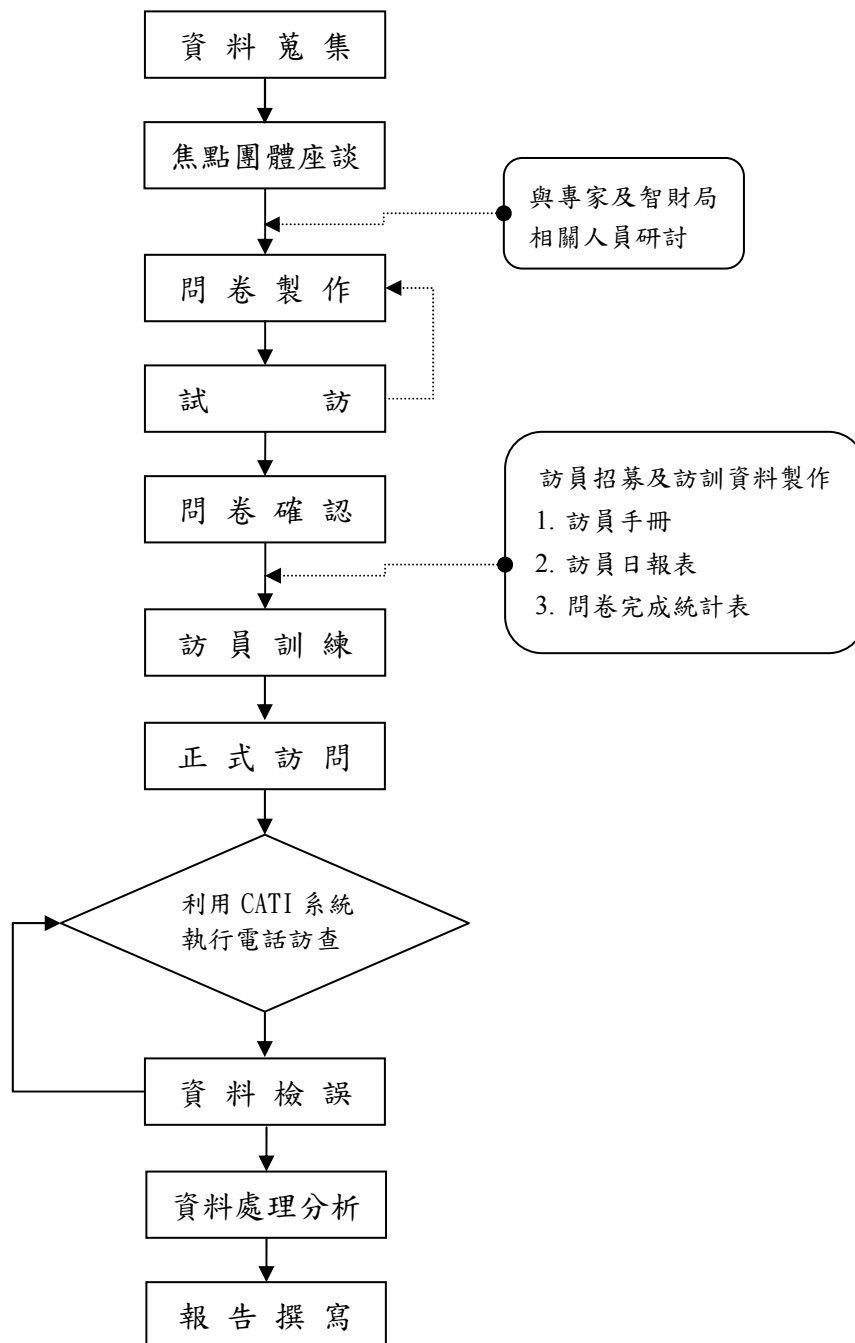 資料蒐集
焦點團體座談
與專家及智財局
相關人員研討
問卷製作
試訪
問卷確認
訪員招募及訪訓資料製作
1. 訪員手冊
2. 訪員日報表
3. 問卷完成統計表
訪員訓練
正式訪問
利用 CATI 系統
執行電話訪查
資料檢誤
資料處理分析
報告撰寫